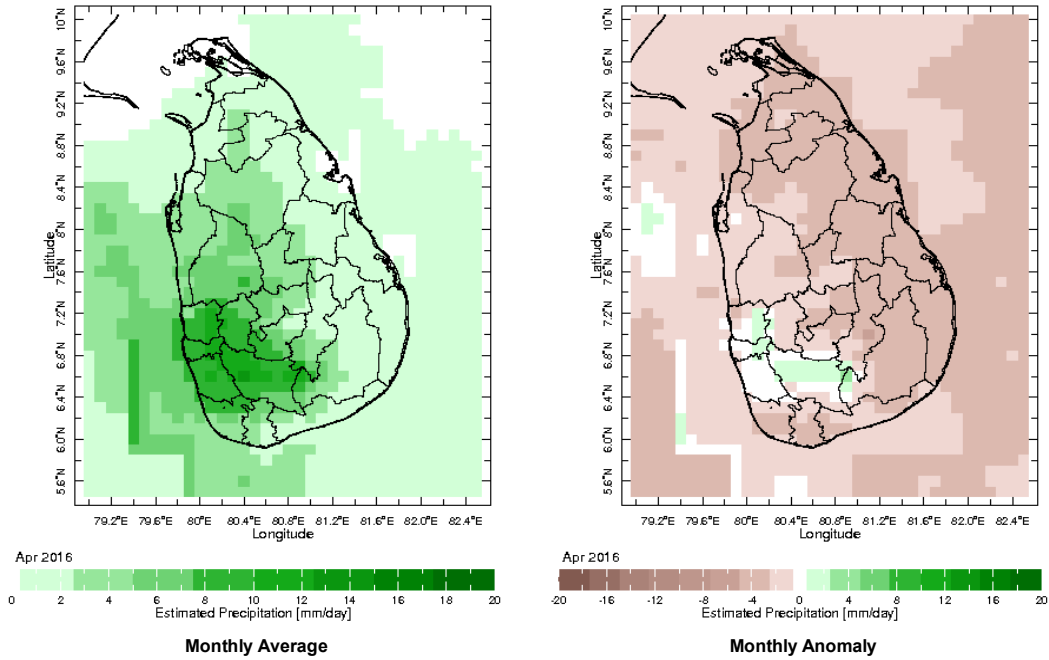 10°N
9.6°N
9.2°N
8.8°N
8.4°N
8°N
7.6°N
7.2°N
6.8°N
6.4°N
6.0°N
5.6°N
Latitude
79.2°E 79.6°E 80°E 80.4°E 80.8°E 81.2°E 81.6°E 82°E 82.4°E
Longitude
Apr 2016
0 2 4 6 8 10 12 14 16 18 20
Estimated Precipitation [mm/day]
Monthly Average
10°N
9.6°N
9.2°N
8.8°N
8.4°N
8°N
7.6°N
7.2°N
6.8°N
6.4°N
6.0°N
5.6°N
Latitude
79.2°E 79.6°E 80°E 80.4°E 80.8°E 81.2°E 81.6°E 82.0°E 82.4°E
Longitude
Apr 2016
-20 -16 -12 -8 -4 0 4 8 12 16 20
Estimated Precipitation [mm/day]
Monthly Anomaly